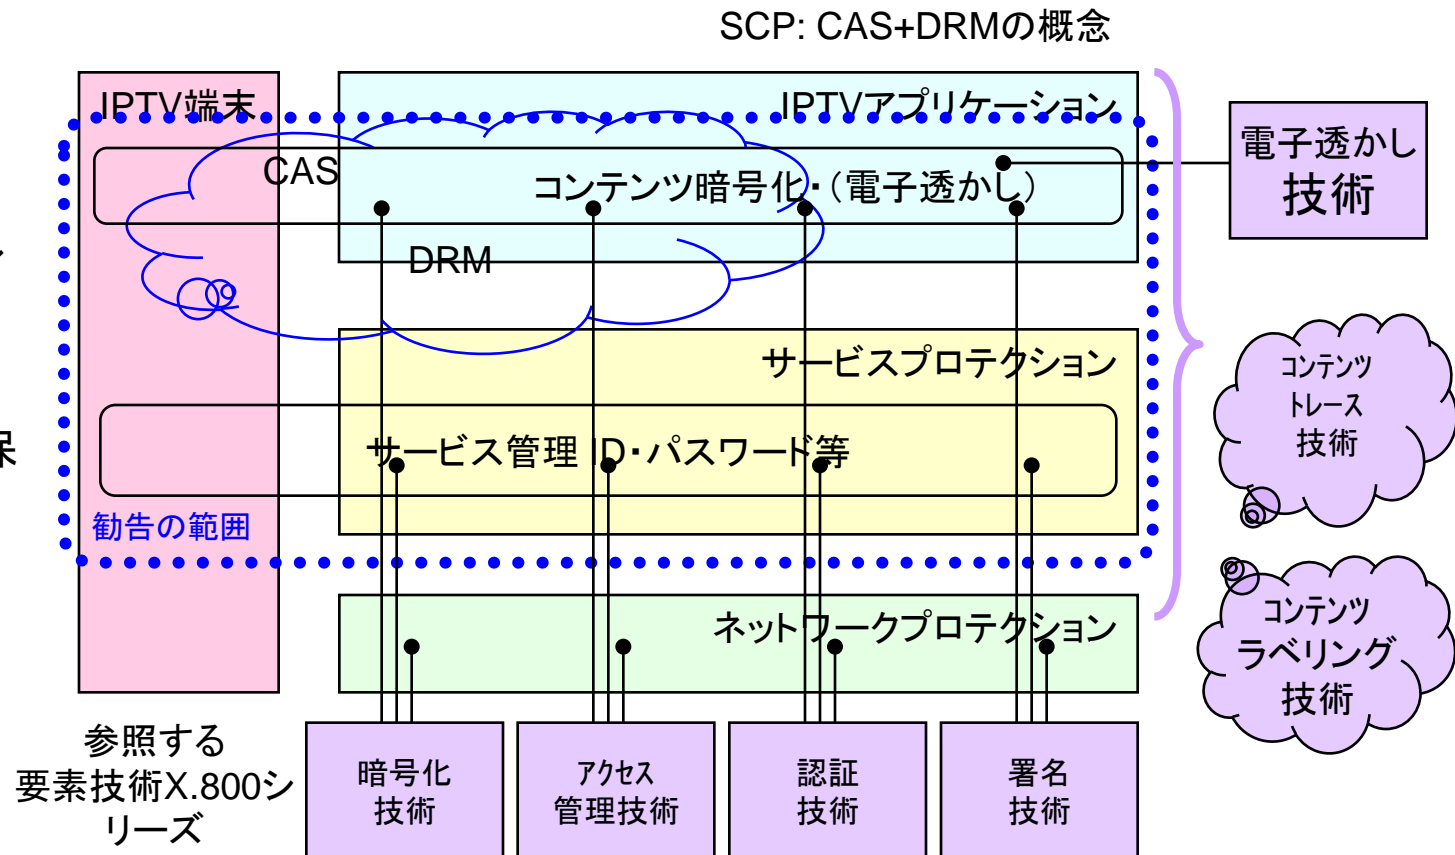 SCP: CAS+DRMの概念
IPTV端末
IPTVアプリケーション
電子透かし
技術
CAS
コンテンツ暗号化・(電子透かし)
DRM
サービスプロテクション
コンテンツ
トレース
技術
保
サービス管理 ID・パスワード等
勧告の範囲
コンテンツ
ラベリング
技術
ネットワークプロテクション
参照する
要素技術X.800シ
リーズ
暗号化
技術
アクセス
管理技術
認証
技術
署名
技術